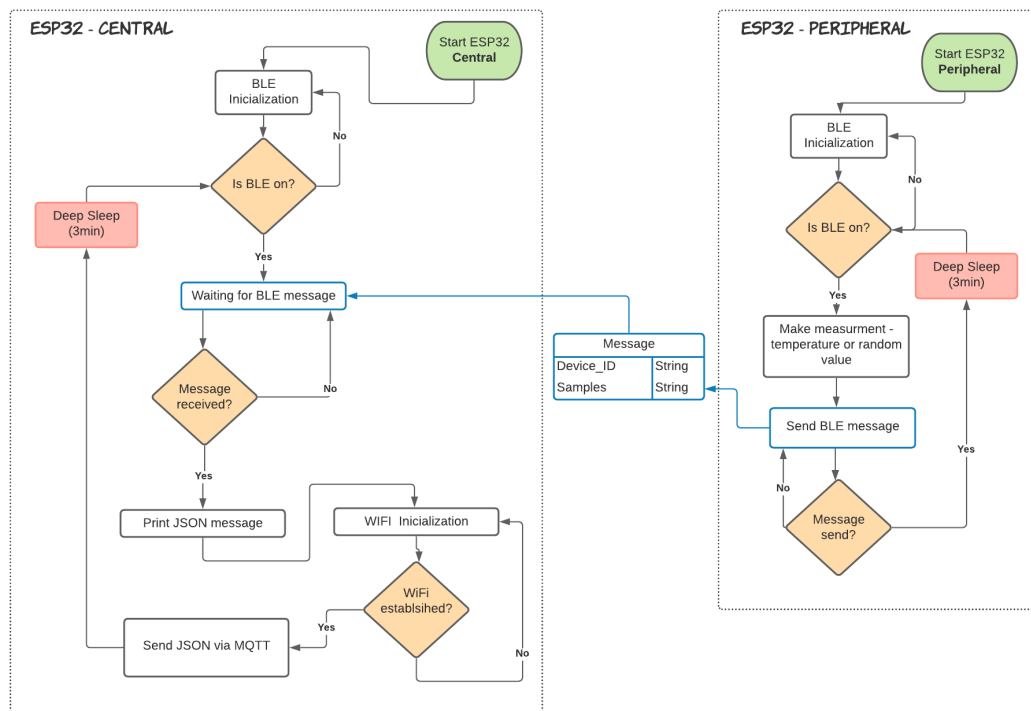 ESP32 - CENTRAL
Start ESP32
Central
BLE
Inicialization
No
Is BLE on?
Deep Sleep
(3min)
Yes
Waiting for BLE message
Message
received?
No
Yes
Print JSON message
WIFI Inicialization
WiFi
establsihed?
Yes
No
Send JSON via MQTT
Message
Device_ID String
Samples String
ESP32 - PERIPHERAL
Start ESP32
Peripheral
BLE
Inicialization
No
Is BLE on?
Deep Sleep
(3min)
Yes
Make measurment -
temperature or random
value
Send BLE message
Yes
No
Message
send?